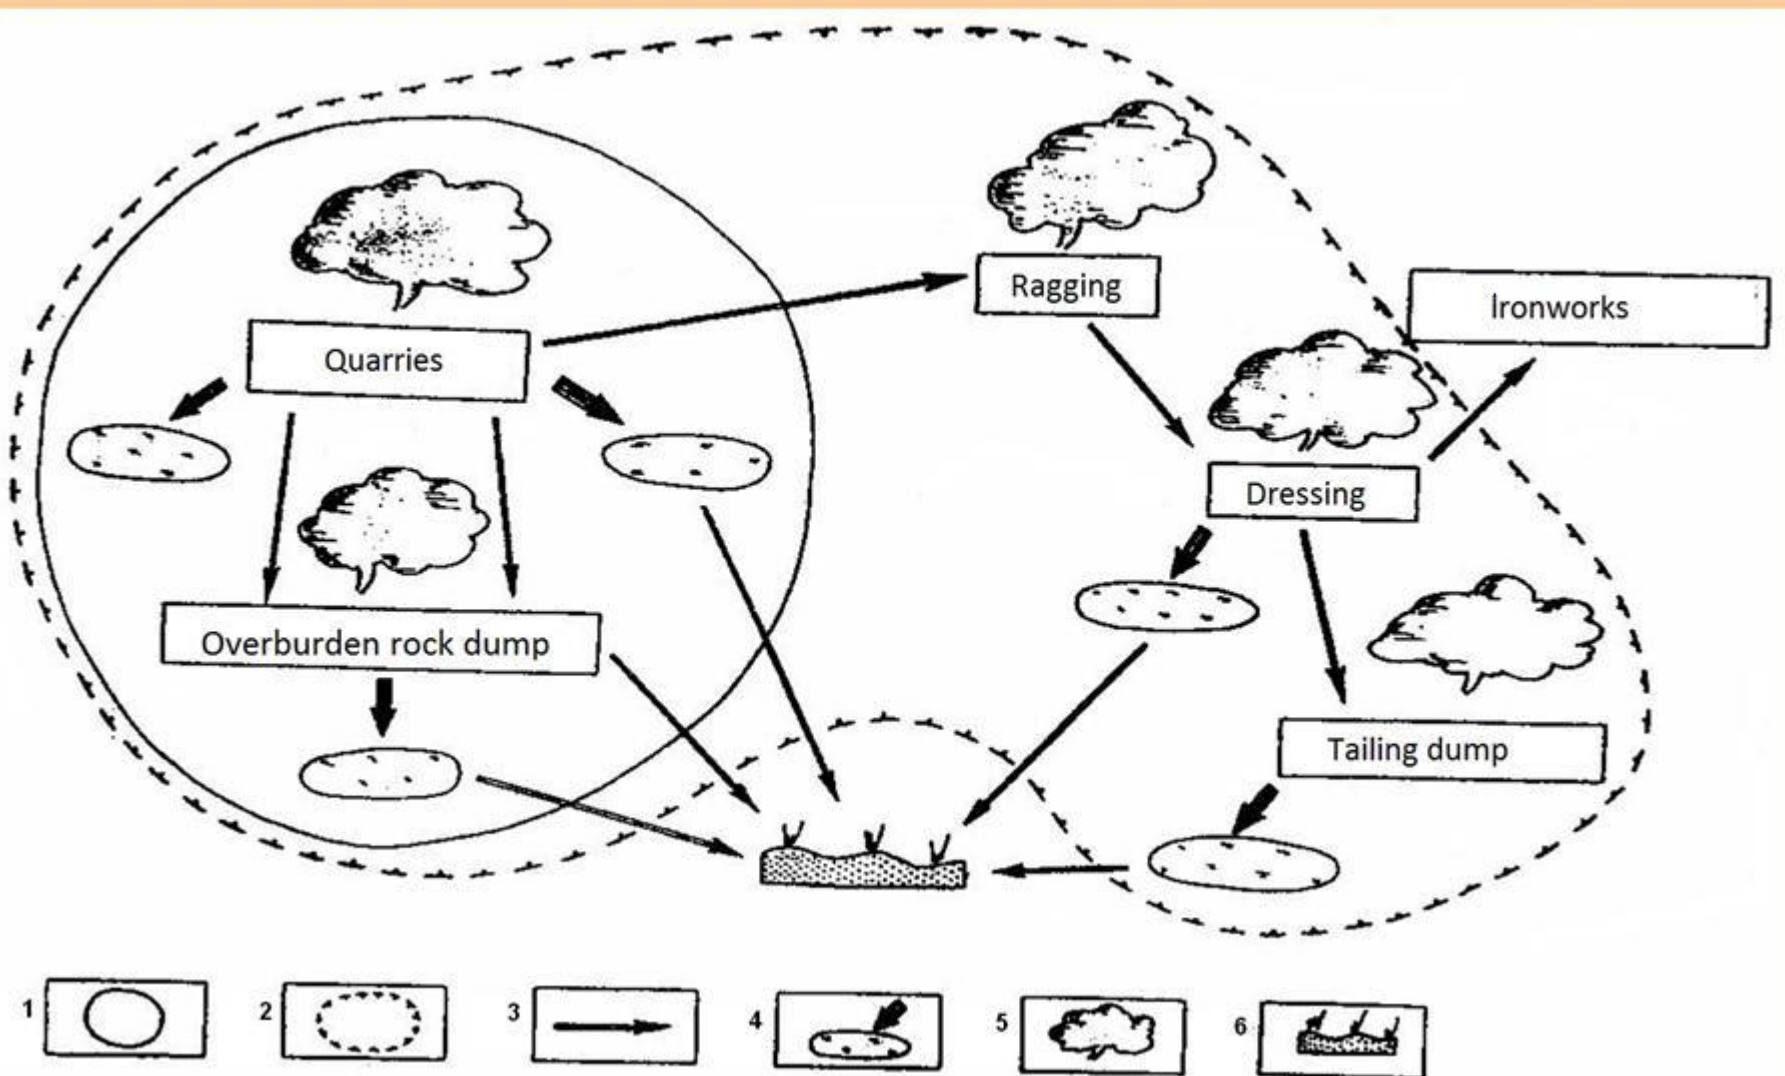 Ragging
Ironworks
Quarries
Dressing
Overburden rock dump
Tailing dump
1
2
3
4
5
6